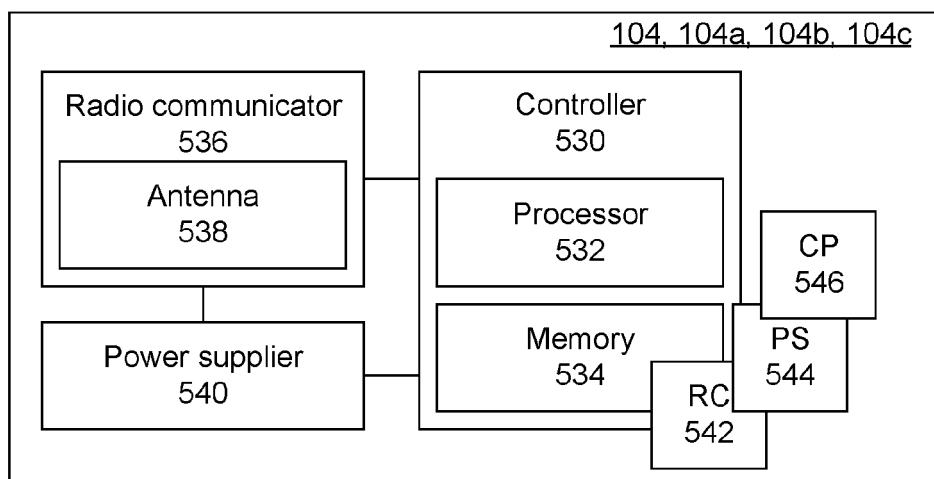 104, 104a, 104b, 104c
Radio communicator
536
Antenna
538
Controller
530
Processor
532
Memory
534
Power supplier
540
CP
546
PS
544
RC
542